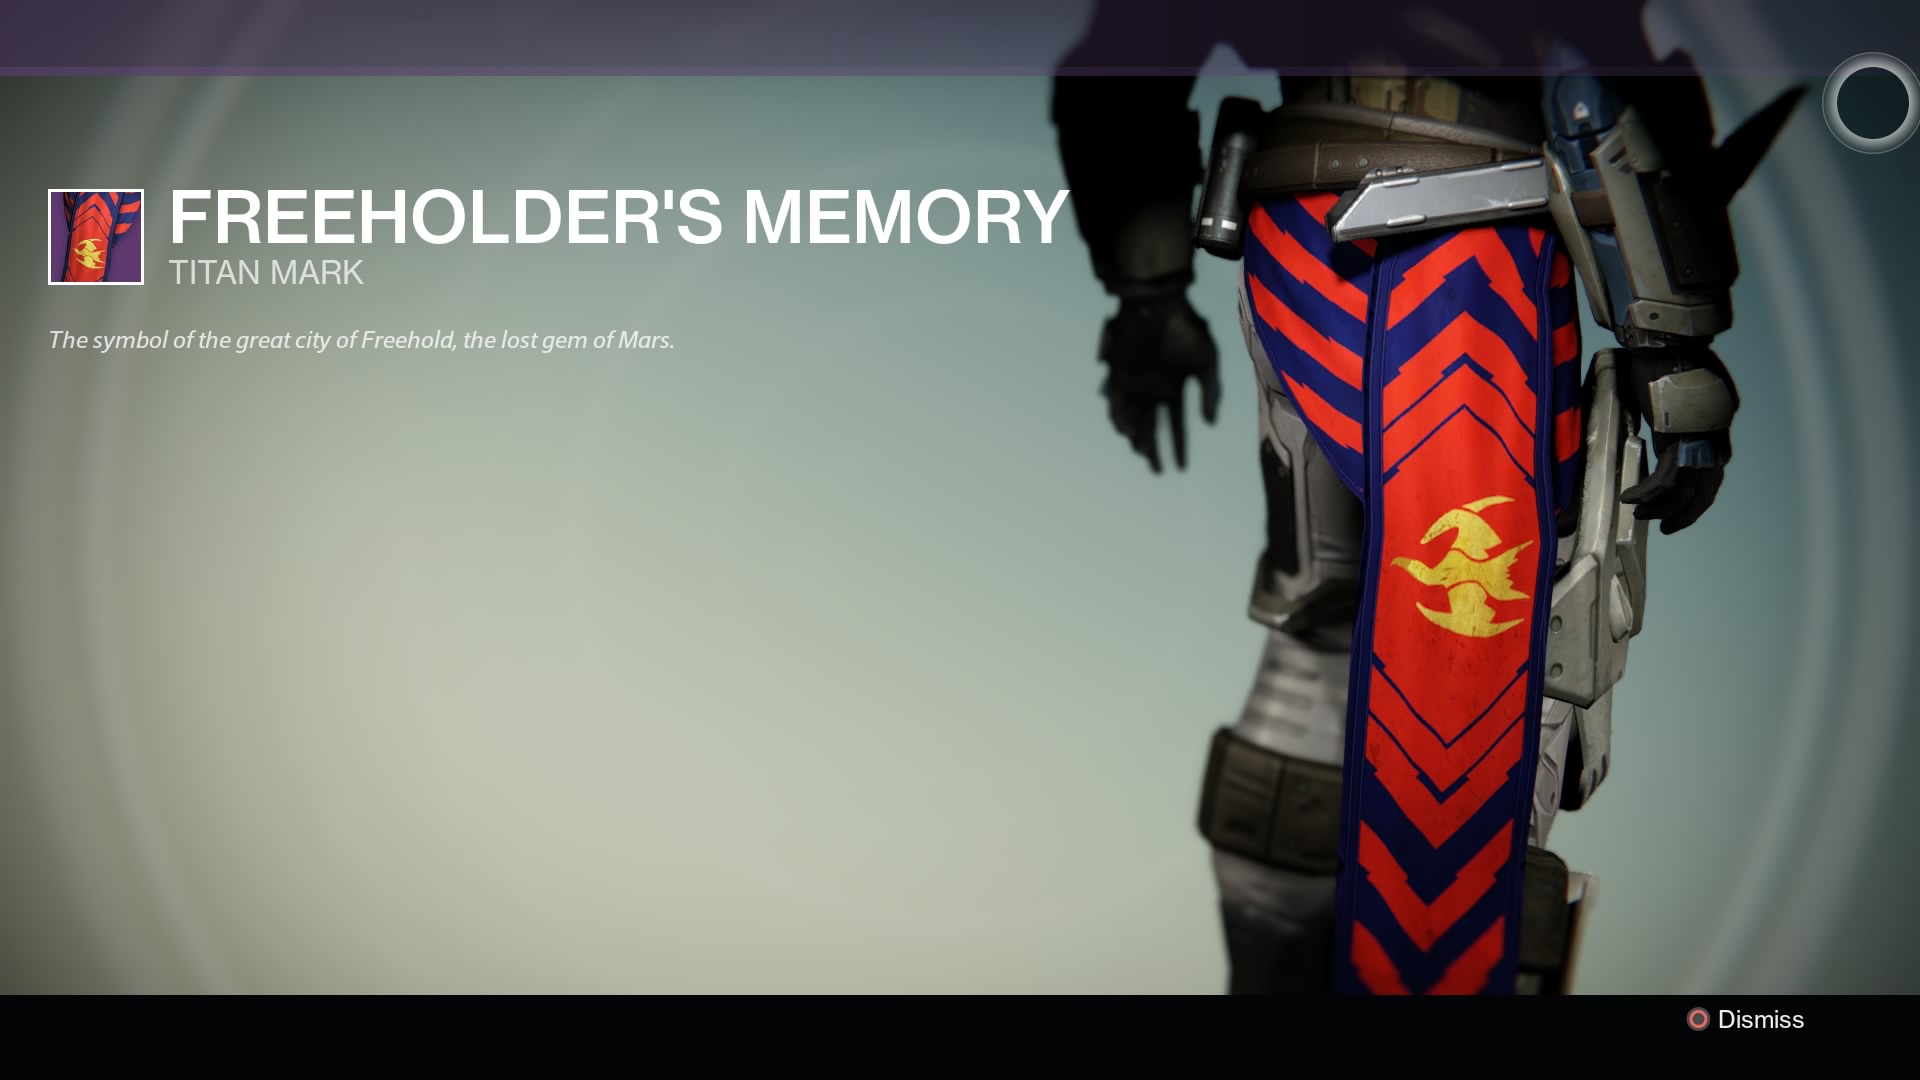 FREEHOLDER'S MEMORY
TITAN MARK
The symbol of the great city of Freehold, the lost gem of Mars.
Dismiss